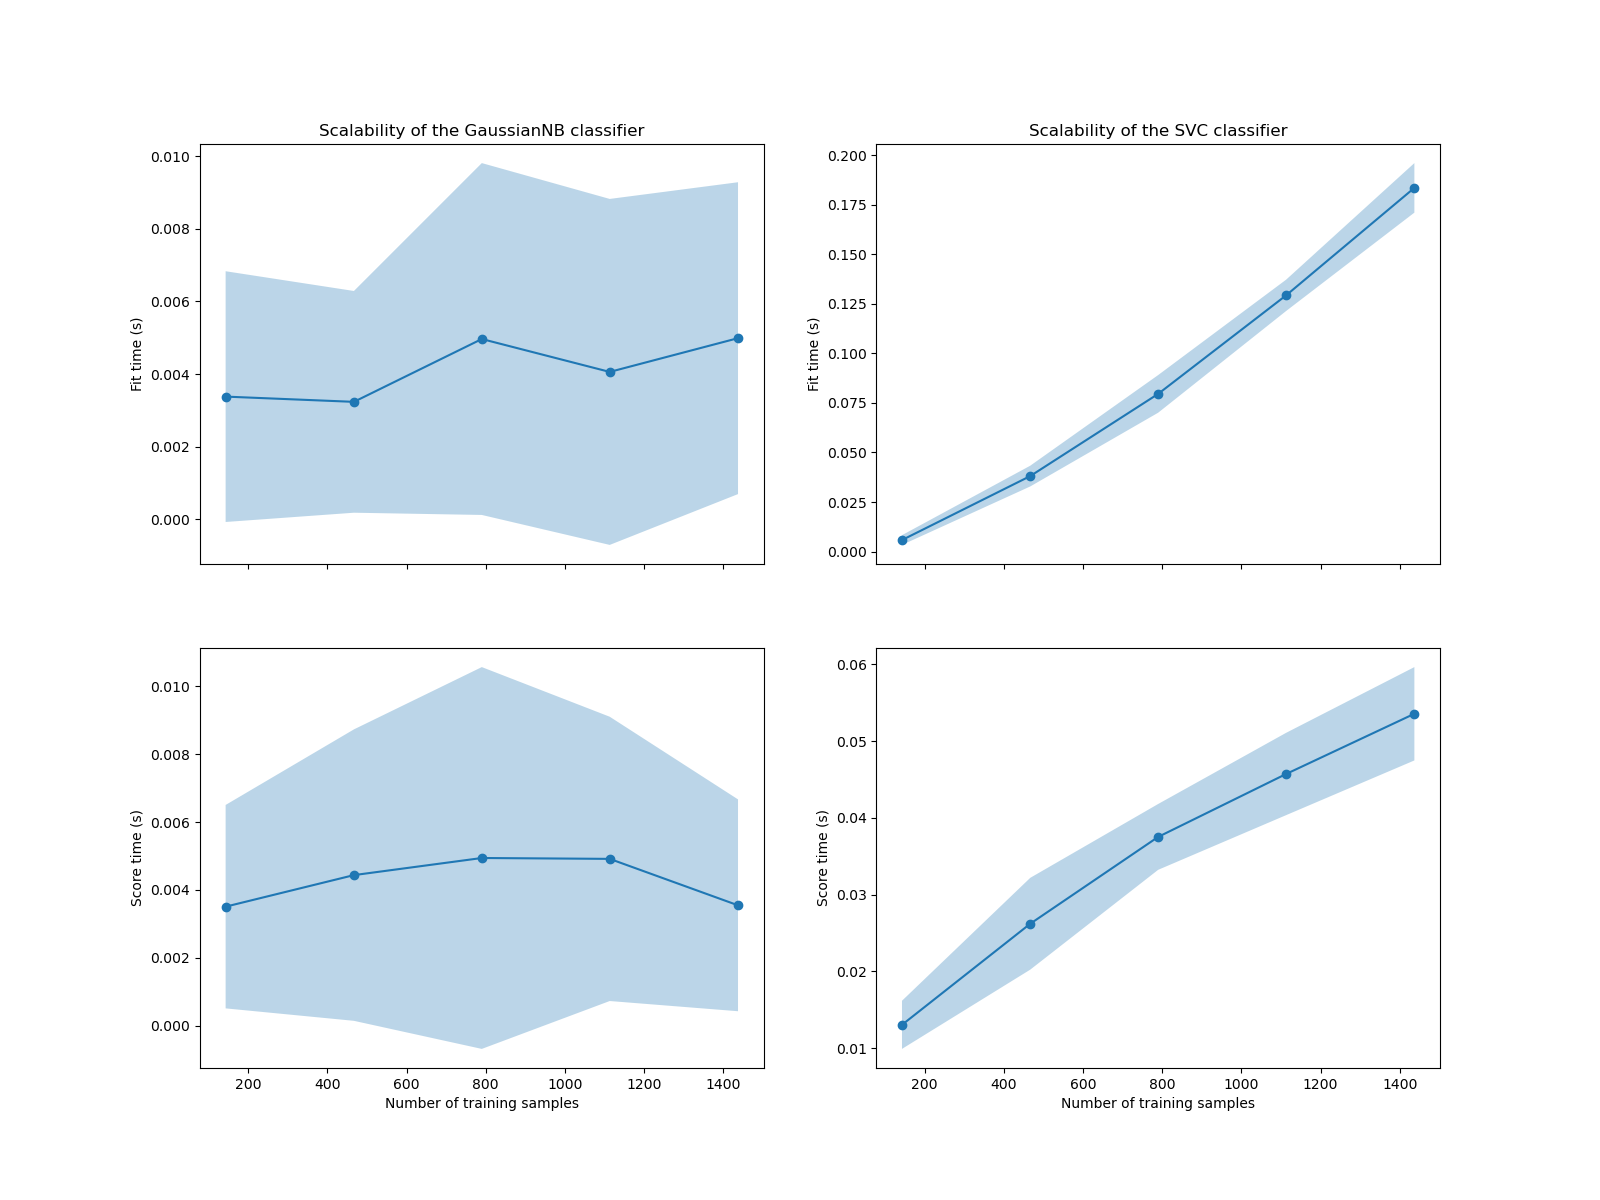 Scalability of the GaussianNB classifier
0.010
0.008
0.006
0.004
0.002
0.000
Fit time (s)
Scalability of the SVC classifier
0.200
0.175
0.150
0.125
0.100
0.075
0.050
0.025
0.000
Fit time (s)
0.010
0.008
0.006
0.004
0.002
0.000
Score time (s)
200 400 600 800 1000 1200 1400
Number of training samples
0.06
0.05
0.04
0.03
0.02
0.01
Score time (s)
200 400 600 800 1000 1200 1400
Number of training samples